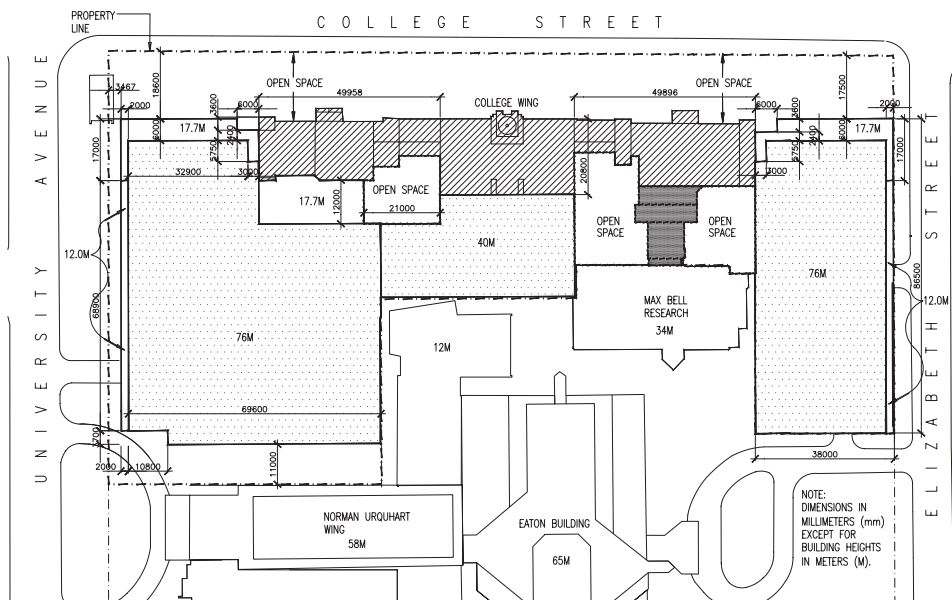 PROPERTY
LINE
COLLEGE STREET
UNIVERSITY AVENUE
ELIZABETH STREET
3467
2000
18600
OPEN SPACE
49958
COLLEGE WING
49896
OPEN SPACE
17500
2000
6000
3600
17.7M
6000
2400
5750
17000
32900
3000
6000
3600
17.7M
6000
2400
5750
17000
3000
12000
17.7M
OPEN SPACE
21000
20800
40M
OPEN
SPACE
OPEN
SPACE
12.0M
68900
76M
76M
86500
12.0M
MAX BELL
RESEARCH
34M
12M
69600
2000
10800
11000
38000
NORMAN URQUHART
WING
58M
EATON BUILDING
65M
NOTE:
DIMENSIONS IN
MILLIMETERS (mm)
EXCEPT FOR
BUILDING HEIGHTS
IN METERS (M).